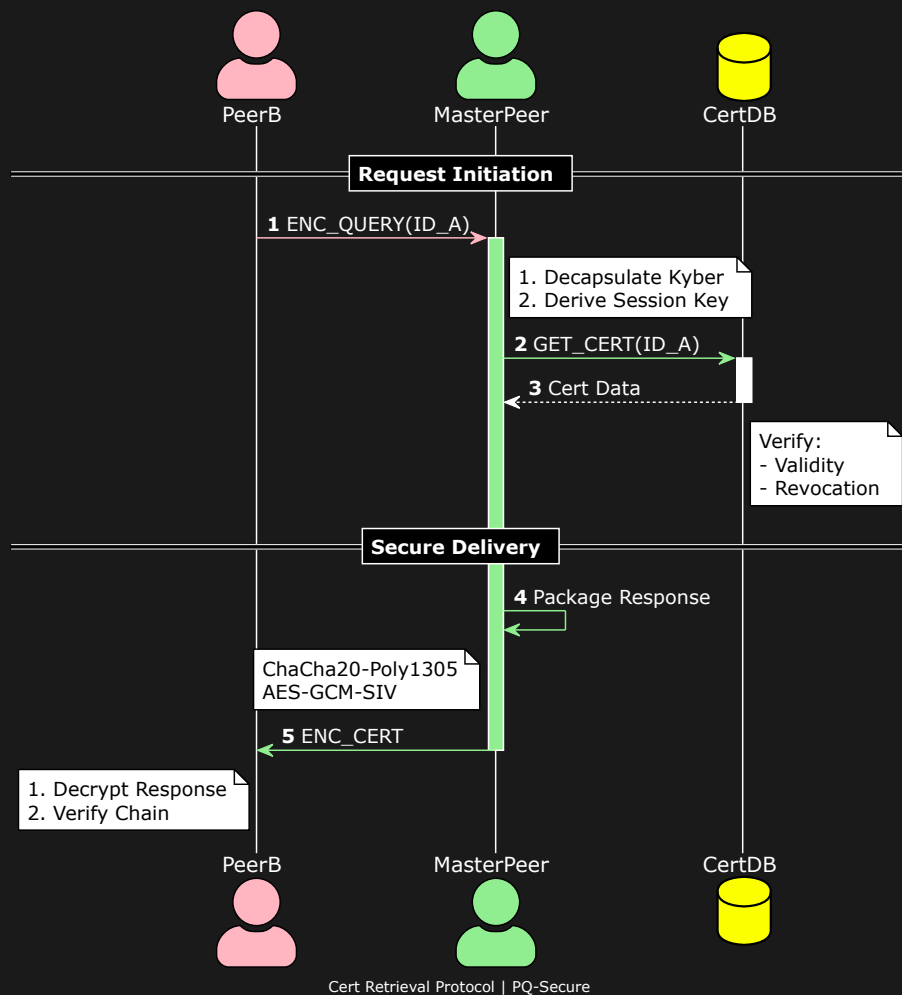 PeerB
MasterPeer
CertDB
Request Initiation
1 ENC_QUERY(ID_A)
1. Decapsulate Kyber
2. Derive Session Key
2 GET_CERT(ID_A)
3 Cert Data
Verify:
- Validity
- Revocation
Secure Delivery
4 Package Response
ChaCha20-Poly1305
AES-GCM-SIV
5 ENC_CERT
1. Decrypt Response
2. Verify Chain
PeerB
MasterPeer
CertDB
Cert Retrieval Protocol | PQ-Secure